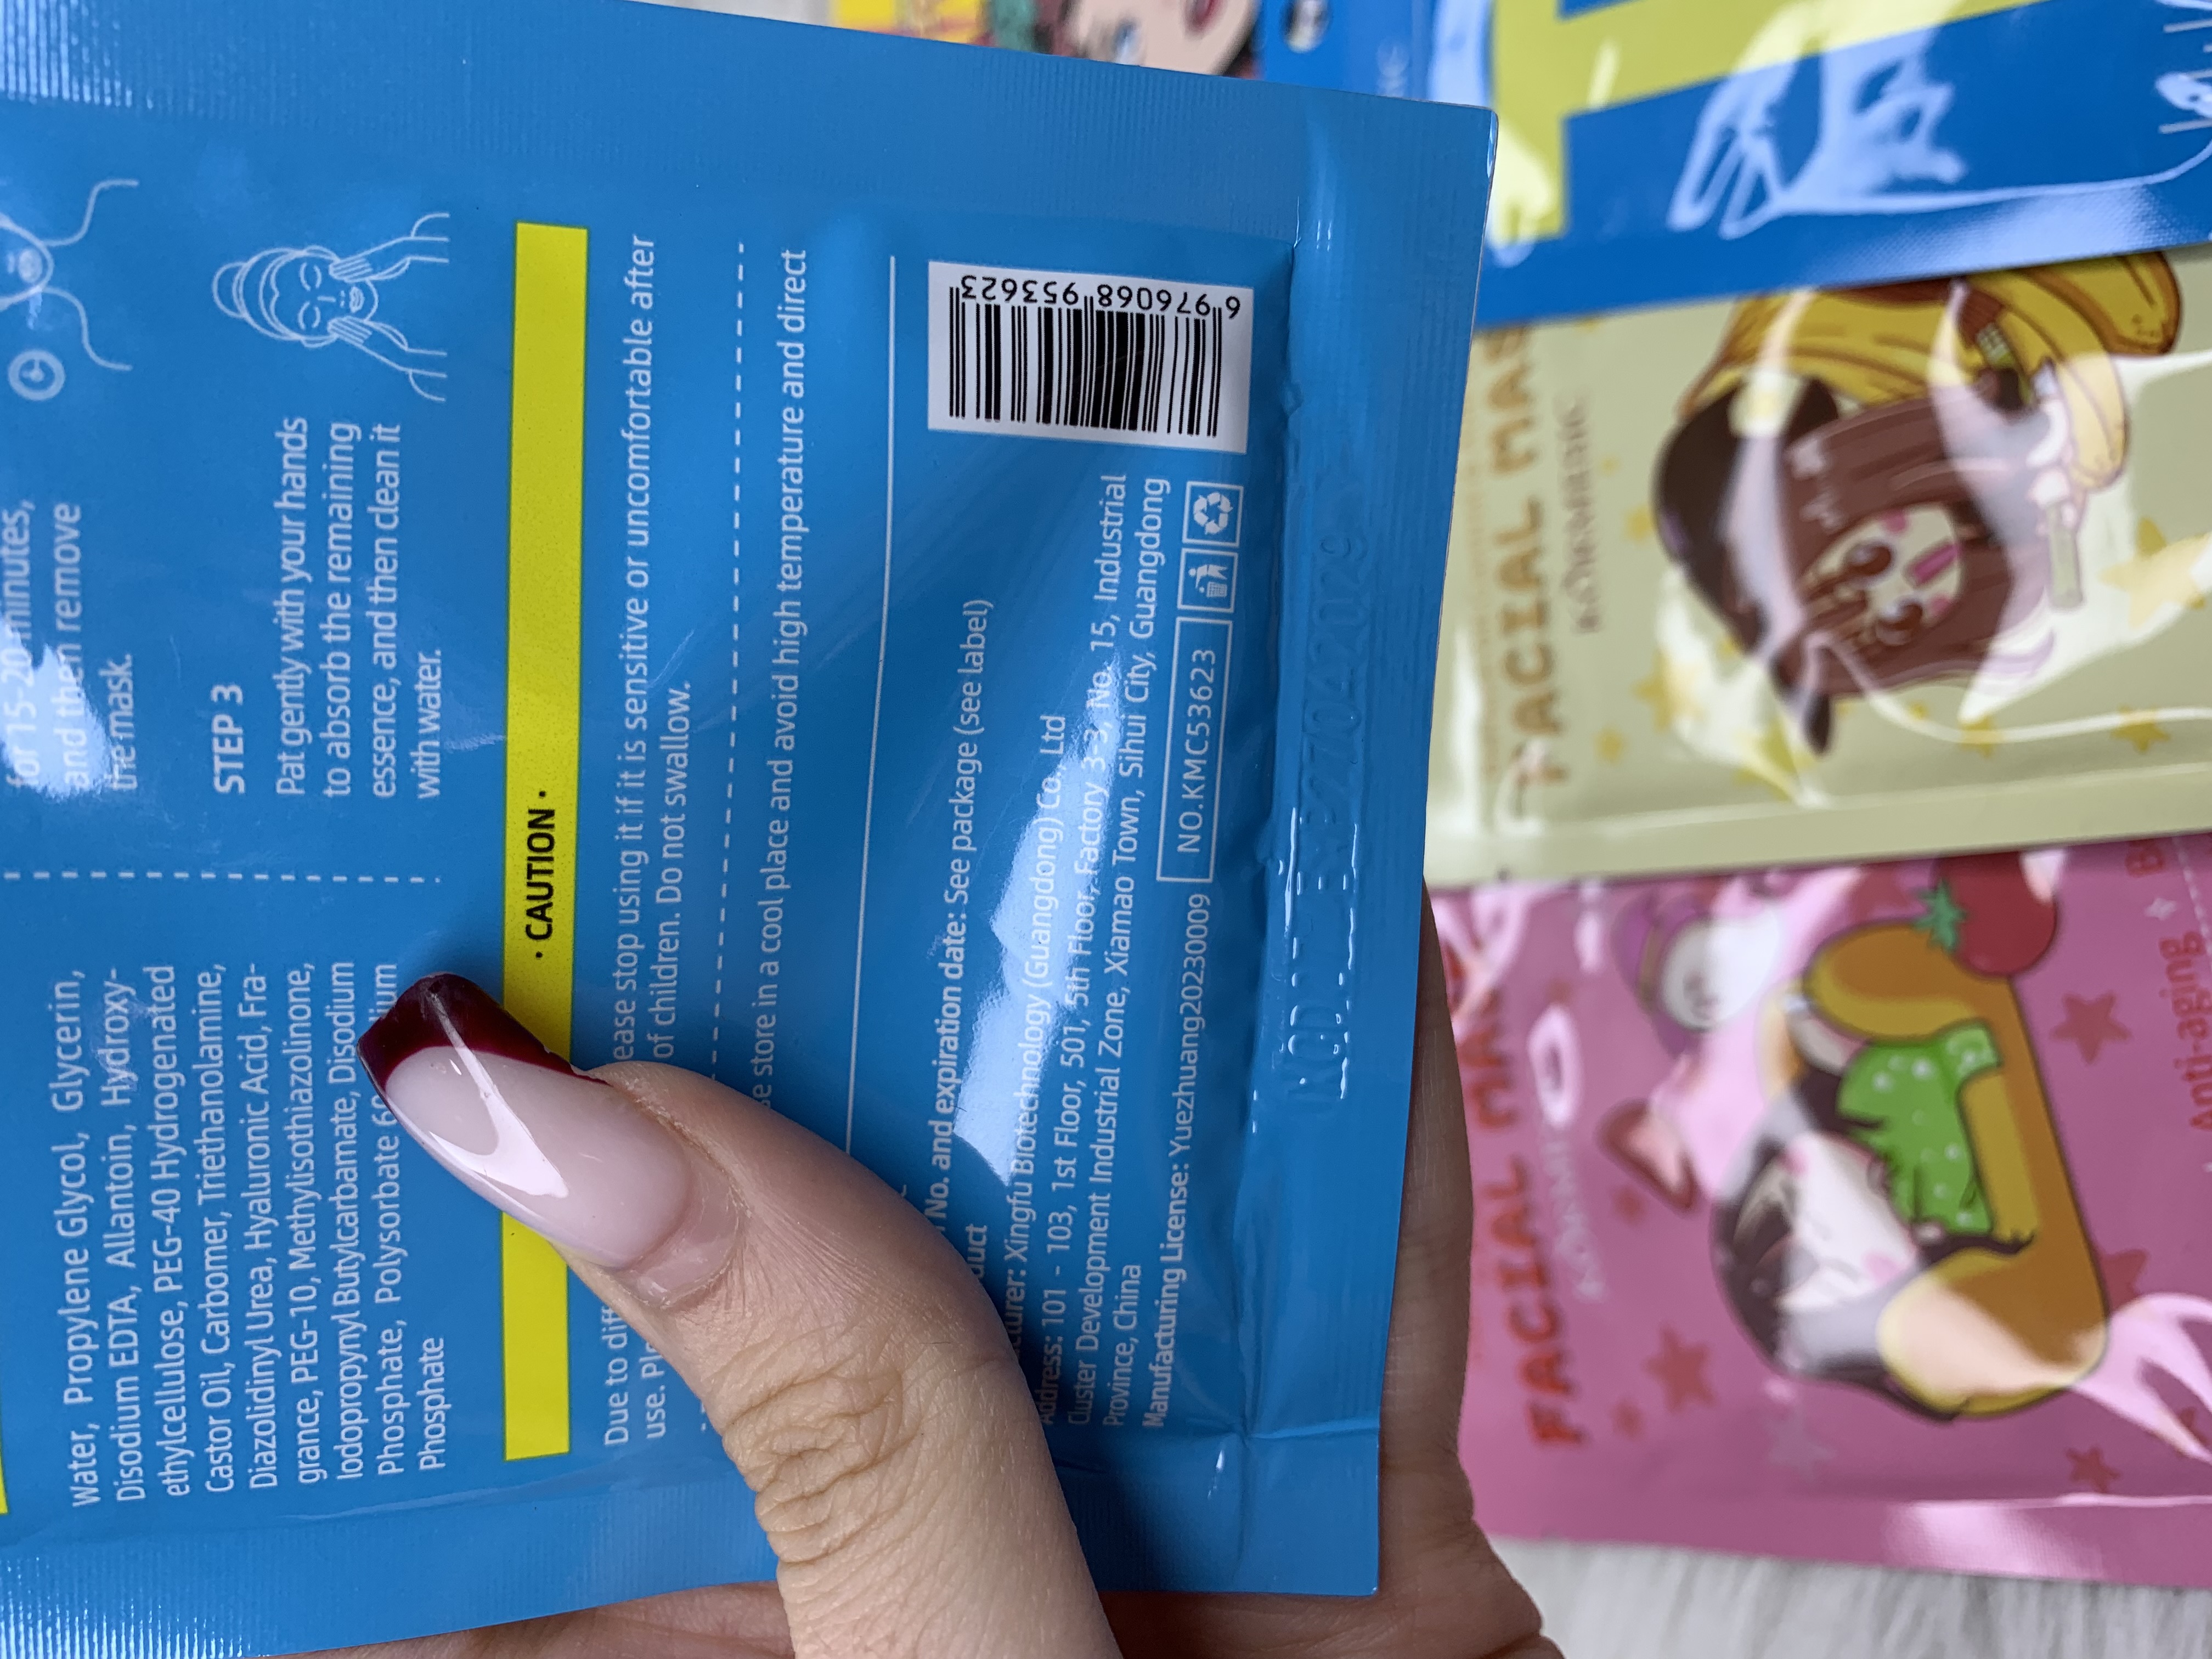 for 15-20 minutes,
and then remove
the mask.
STEP 3
Pat gently with your hands
to absorb the remaining
essence, and then clean it
with water.
Water, Propylene Glycol, Glycerin,
Disodium EDTA, Allantoin, Hydroxy-
ethylcellulose, PEG-40 Hydrogenated
Castor Oil, Carbomer, Triethanolamine,
Diazolidinyl Urea, Hyaluronic Acid, Fra-
grance, PEG-10, Methylisothiazolinone,
Iodopropynyl Butylcarbamate, Disodium
Phosphate, Polysorbate 60
Phosphate
· CAUTION ·
Due to ease stop using it if it is sensitive or uncomfortable after
use. of children. Do not swallow.
store in a cool place and avoid high temperature and direct
No. and expiration date: See package (see label)
Xingfu Biotechnology (Guangdong) Co., Ltd
Address: 101 - 103, 1st Floor, 501, 5th Floor, Factory 3-3, No. 15, Industrial
Cluster Development Industrial Zone, Xiamao Town, Sihui City, Guangdong
Province, China
Manufacturing License: Yuezhuang20230009 NO.KMC53623
6 976068 953623
FACIAL MAS
FACIAL MAS
Anti-aging